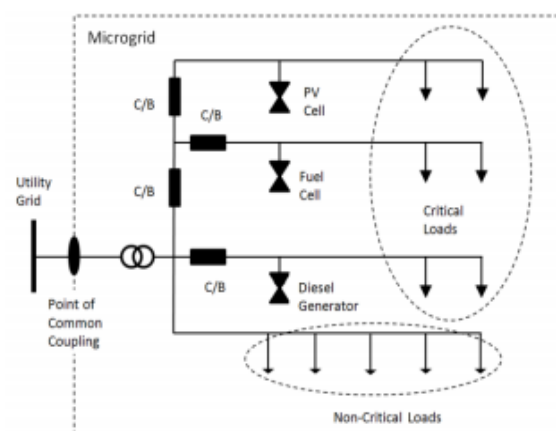 Microgrid
C/B
PV
Cell
C/B
C/B
Fuel
Cell
Critical
Loads
Utility
Grid
C/B
Diesel
Generator
Point of
Common
Coupling
Non-Critical Loads